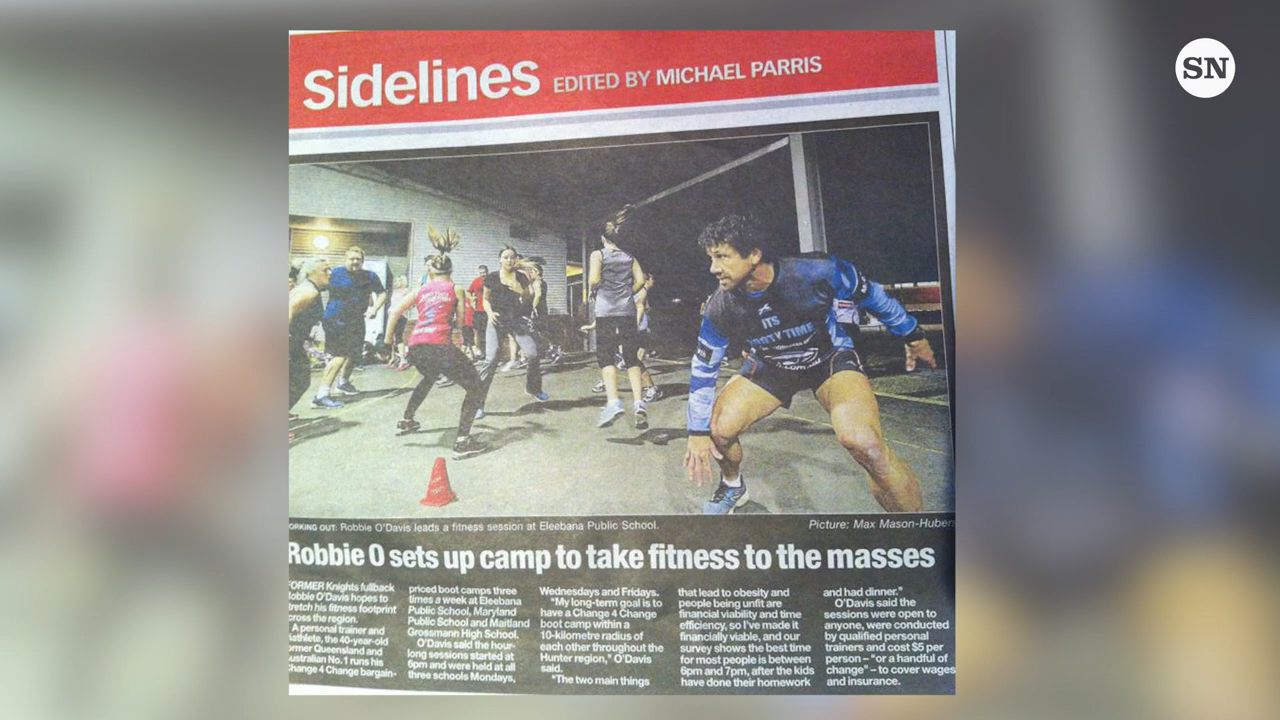 SN
Sidelines EDITED BY MICHAEL PARRIS
ITS
FOOTY TIME
ORKING OUT: Robbie O'Davis leads a fitness session at Eleebana Public School.
Picture: Max Mason-Hubers
Robbie O sets up camp to take fitness to the masses
FORMER Knights fullback
Robbie O'Davis hopes to
tretch his fitness footprint
cross the region.
A personal trainer and
iathlete, the 40-year-old
ormer Queensland and
ustralian No.1 runs his
Change 4 Change bargain-
priced boot camps three
times a week at Eleebana
Public School, Maryland
Public School and Maitland
Grossmann High School.
O'Davis said the hour-
long sessions started at
6pm and were held at all
three schools Mondays,
Wednesdays and Fridays.
"My long-term goal is to
have a Change 4 Change
boot camp within a
10-kilometre radius of
each other throughout the
Hunter region," O'Davis
said.
"The two main things
that lead to obesity and
people being unfit are
financial viability and time
efficiency, so I've made it
financially viable, and our
survey shows the best time
for most people is between
6pm and 7pm, after the kids
have done their homework
and had dinner."
O'Davis said the
sessions were open to
anyone, were conducted
by qualified personal
trainers and cost $5 per
person – "or a handful of
change" – to cover wages
and insurance.